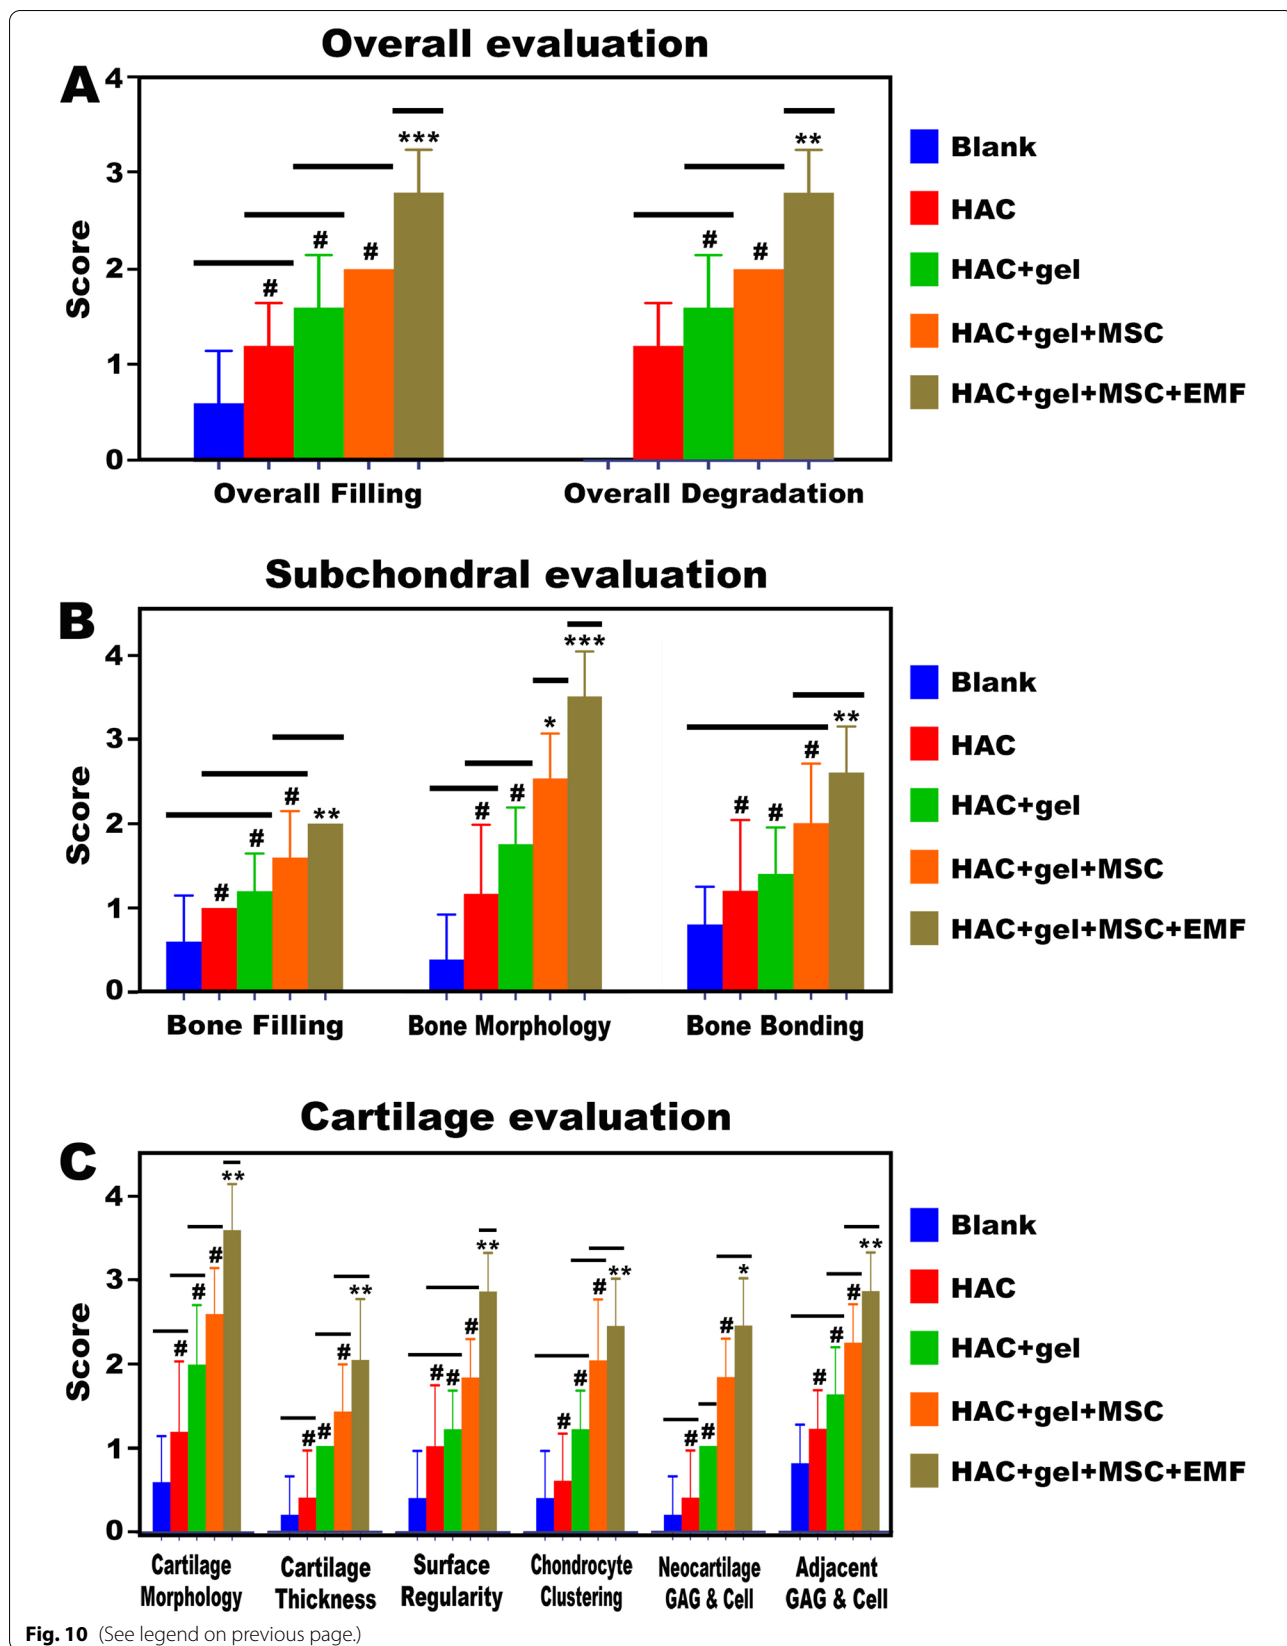 Overall evaluation
A
4
3
2
1
0
Score
***
**
#
#
#
#
#
Overall Filling
Overall Degradation
Blank
HAC
HAC+gel
HAC+gel+MSC
HAC+gel+MSC+EMF
Subchondral evaluation
B
4
3
2
1
0
Score
#
#
#
**
#
#
*
***
#
#
#
**
Bone Filling
Bone Morphology
Bone Bonding
Blank
HAC
HAC+gel
HAC+gel+MSC
HAC+gel+MSC+EMF
Cartilage evaluation
C
4
3
2
1
0
Score
#
#
#
**
#
#
#
**
#
#
#
**
#
#
#
**
#
#
#
*
#
#
#
**
Cartilage Morphology
Cartilage Thickness
Surface Regularity
Chondrocyte Clustering
Neocartilage GAG & Cell
Adjacent GAG & Cell
Blank
HAC
HAC+gel
HAC+gel+MSC
HAC+gel+MSC+EMF
Fig. 10 (See legend on previous page.)